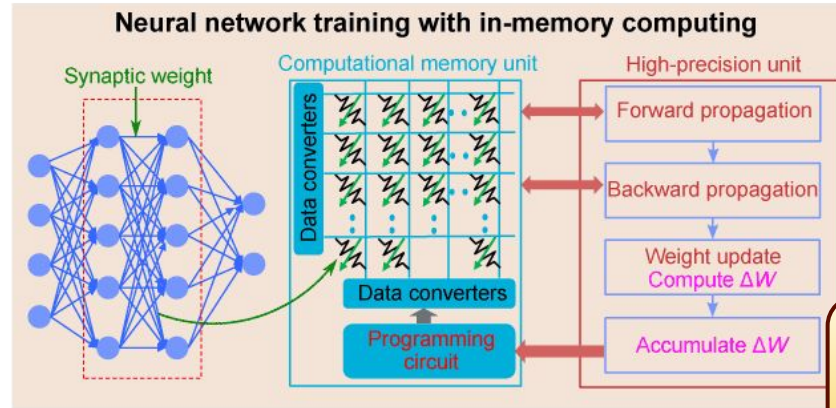 Neural network training with in-memory computing
Synaptic weight
Computational memory unit
High-precision unit
Data converters
Data converters
Programming
circuit
Forward propagation
Backward propagation
Weight update
Compute ΔW
Accumulate ΔW